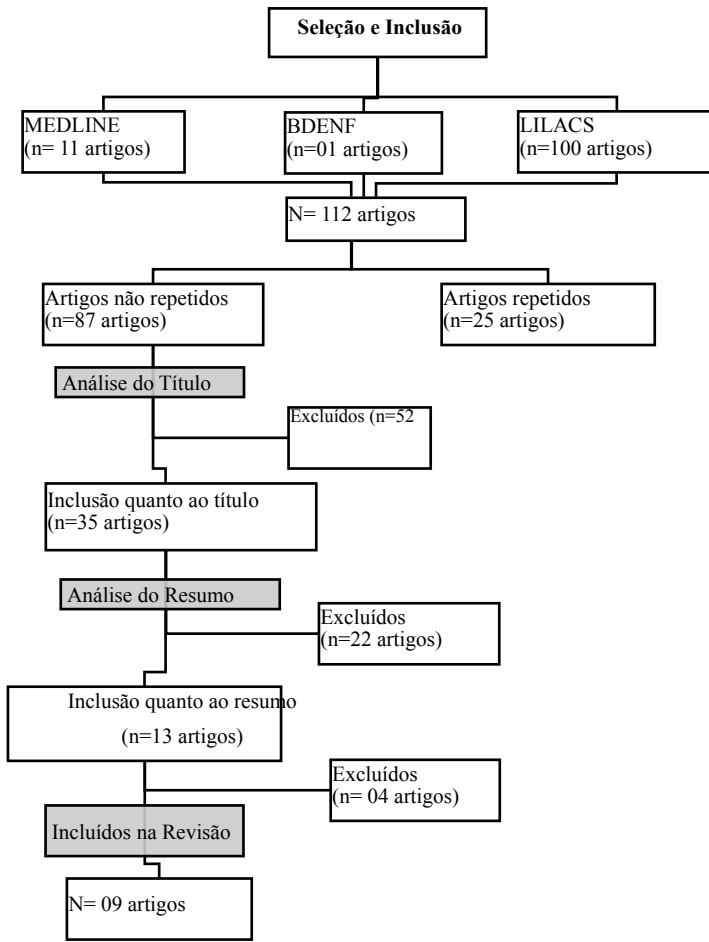 Seleção e Inclusão
MEDLINE
(n= 11 artigos)
BDENF
(n=01 artigos)
LILACS
(n=100 artigos)
N= 112 artigos
Artigos não repetidos
(n=87 artigos)
Artigos repetidos
(n=25 artigos)
Análise do Título
Excluídos (n=52
Inclusão quanto ao título
(n=35 artigos)
Análise do Resumo
Excluídos
(n=22 artigos)
Inclusão quanto ao resumo
(n=13 artigos)
Excluídos
(n= 04 artigos)
Incluídos na Revisão
N= 09 artigos